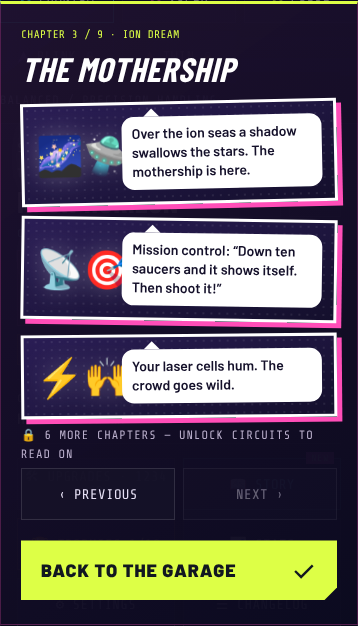 CHAPTER 3 / 9 · ION DREAM
THE MOTHERSHIP
Over the ion seas a shadow
swallows the stars. The
mothership is here.
Mission control: “Down ten
saucers and it shows itself.
Then shoot it!”
Your laser cells hum. The
crowd goes wild.
🔒 6 MORE CHAPTERS — UNLOCK CIRCUITS TO
READ ON
‹ PREVIOUS
NEXT ›
BACK TO THE GARAGE ✓
SETTINGS